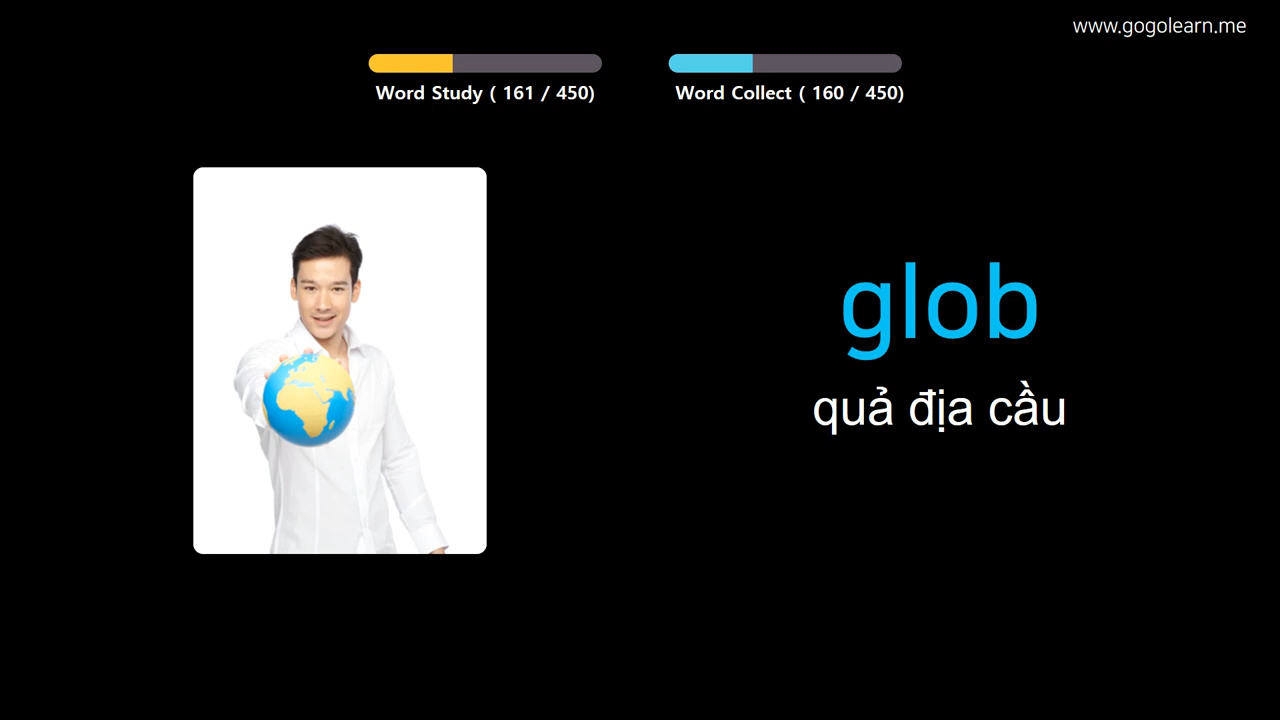 www.gogolearn.me
Word Study ( 161 / 450)
Word Collect ( 160 / 450)
glob
quả địa cầu